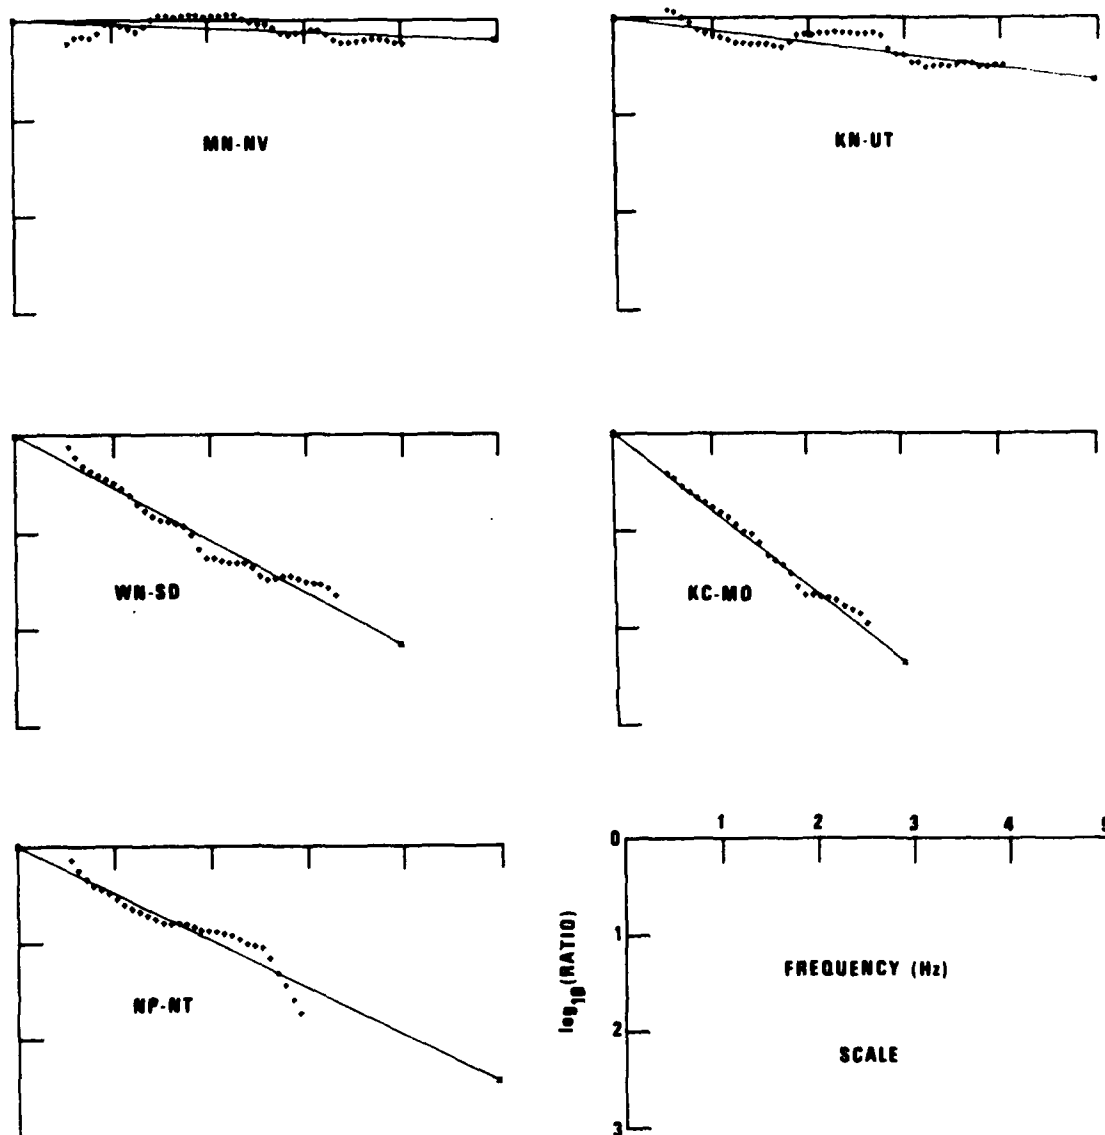 MN-NV
KN-UT
WN-SD
KC-MO
NP-NT
0 1 2 3 4 5
1
2
3
log10(RATIO)
FREQUENCY (Hz)
SCALE